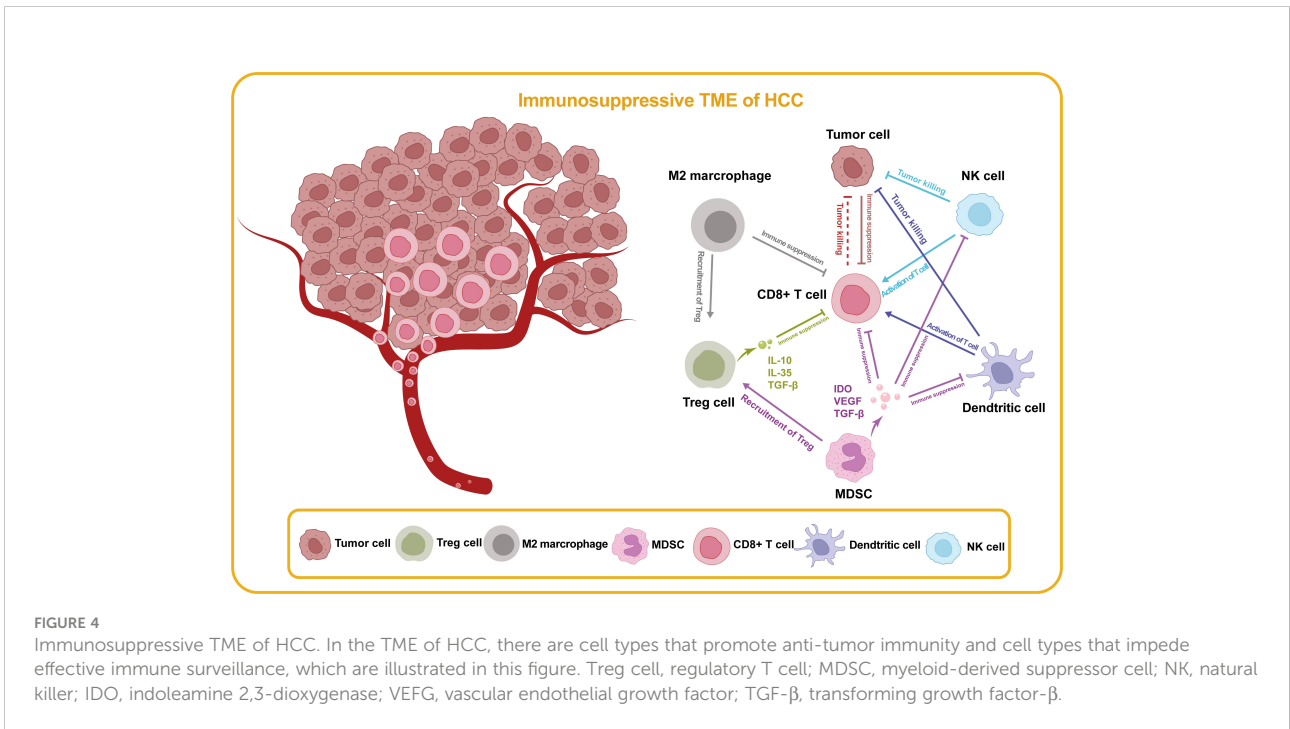 Immunosuppressive TME of HCC
Tumor cell
M2 marcrophage
NK cell
Tumor killing
Tumor killing
Immune suppression
Tumor killing
Immune suppression
Recruitment of Treg
CD8+ T cell
Activation of T cell
Activation of T cell
Immune suppression
Immune suppression
Immune suppression
Immune suppression
IL-10
IL-35
TGF-β
Treg cell
IDO
VEGF
TGF-β
Dendtritic cell
Recruitment of Treg
MDSC
Tumor cell
Treg cell
M2 marcrophage
MDSC
CD8+ T cell
Dendtritic cell
NK cell
FIGURE 4
Immunosuppressive TME of HCC. In the TME of HCC, there are cell types that promote anti-tumor immunity and cell types that impede
effective immune surveillance, which are illustrated in this figure. Treg cell, regulatory T cell; MDSC, myeloid-derived suppressor cell; NK, natural
killer; IDO, indoleamine 2,3-dioxygenase; VEFG, vascular endothelial growth factor; TGF-β, transforming growth factor-β.